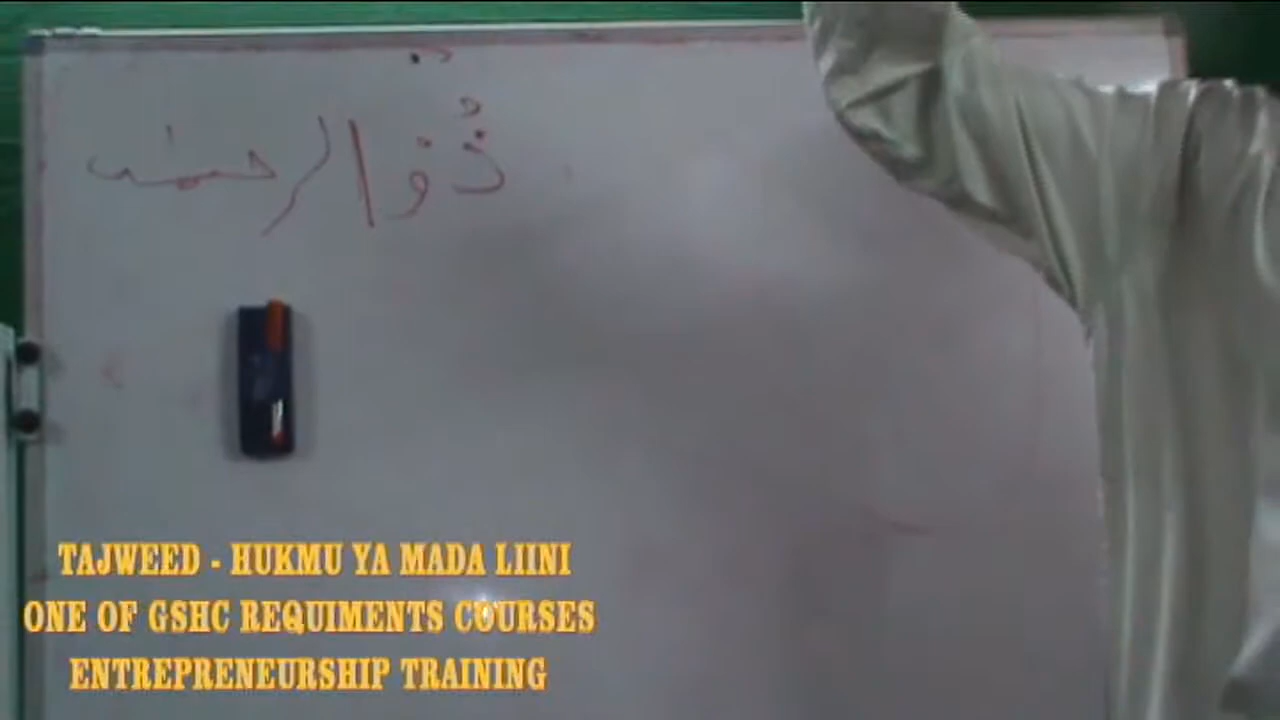 ذُو الرحمة
TAJWEED - HUKMU YA MADA LIINI
ONE OF GSHC REQUIMENTS COURSES
ENTREPRENEURSHIP TRAINING